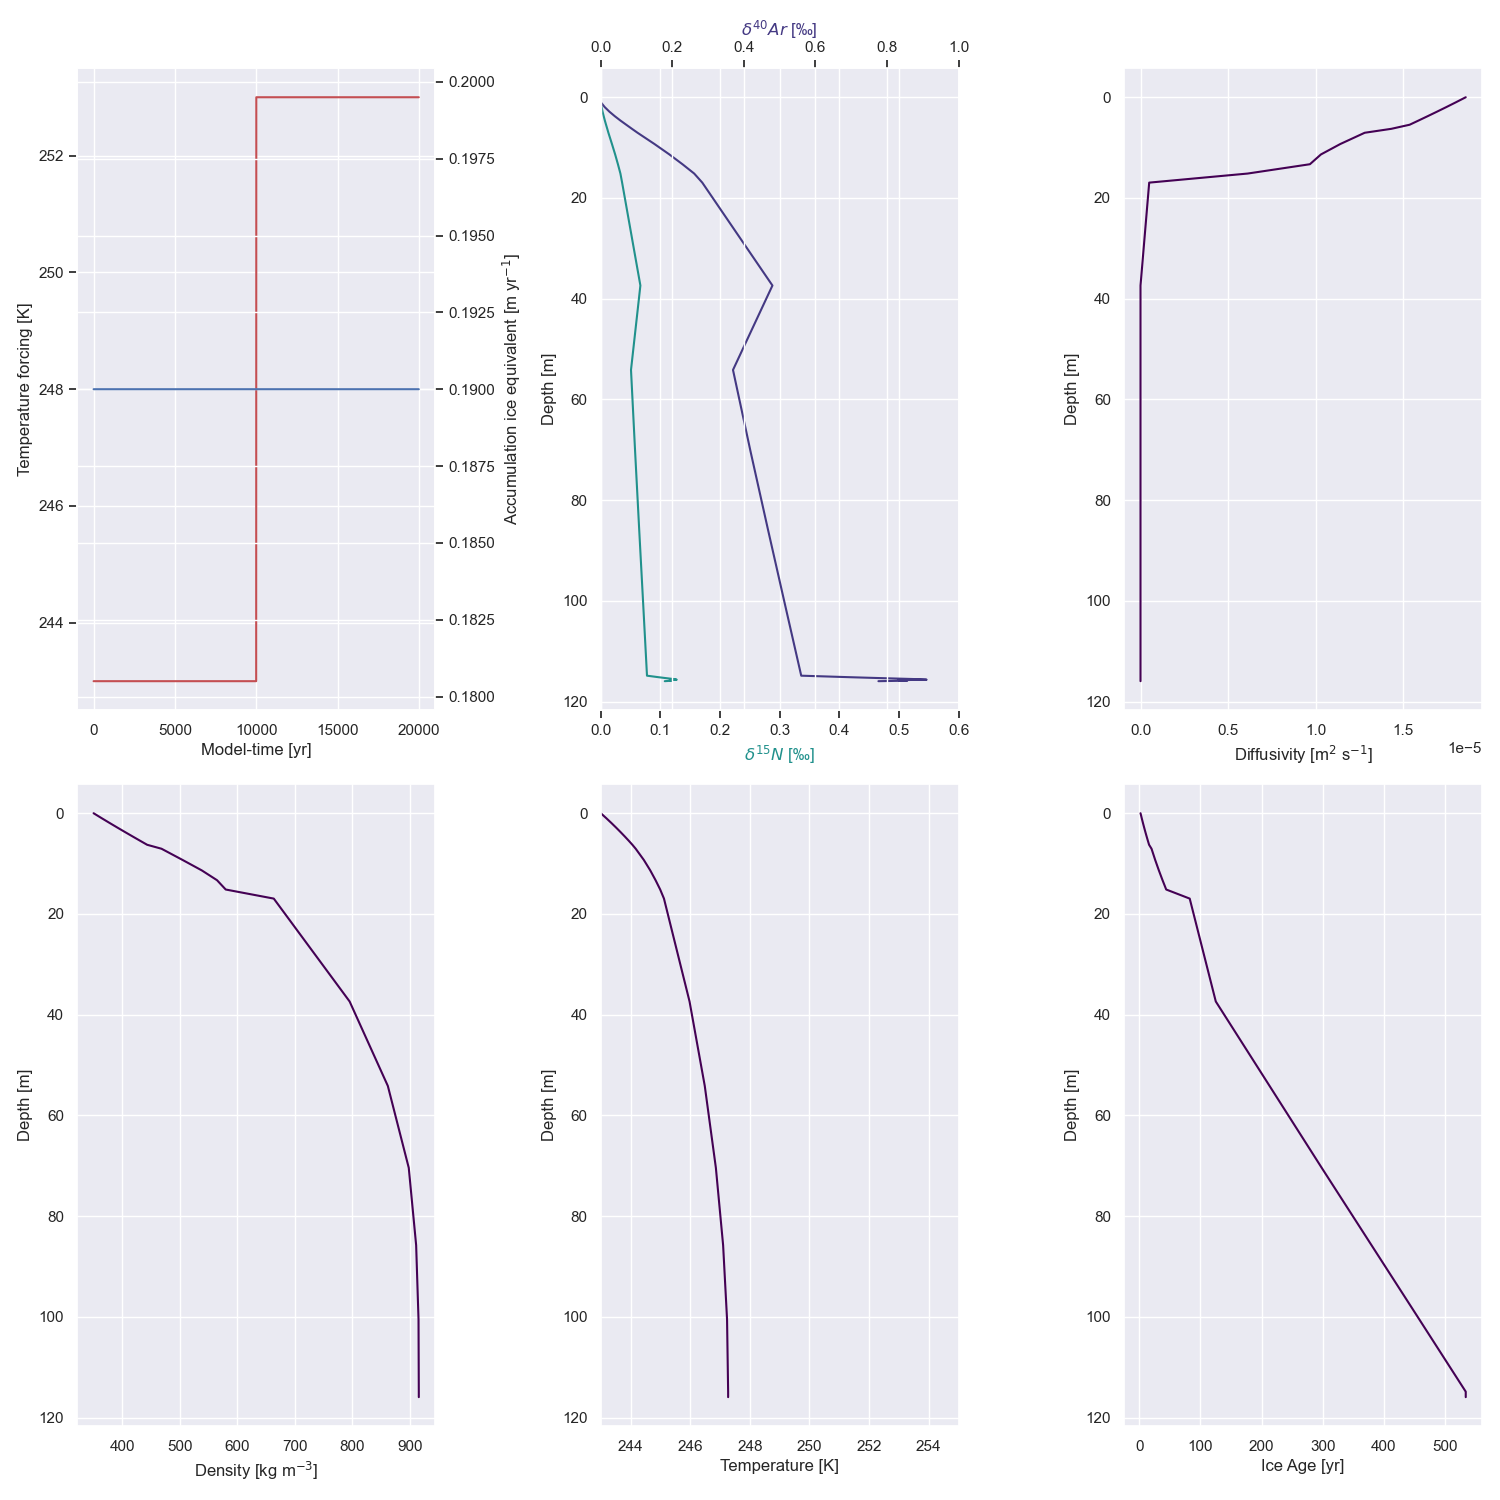 δ⁴⁰Ar [‰]
0.0 0.2 0.4 0.6 0.8 1.0
Temperature forcing [K]
252
250
248
246
244
0 5000 10000 15000 20000
Model-time [yr]
0.2000
0.1975
0.1950
0.1925
0.1900
0.1875
0.1850
0.1825
0.1800
Accumulation ice equivalent [m yr⁻¹]
Depth [m]
0
20
40
60
80
100
120
0.0 0.1 0.2 0.3 0.4 0.5 0.6
δ¹⁵N [‰]
Depth [m]
0
20
40
60
80
100
120
0.0 0.5 1.0 1.5
1e−5
Diffusivity [m² s⁻¹]
Depth [m]
0
20
40
60
80
100
120
400 500 600 700 800 900
Density [kg m⁻³]
Depth [m]
0
20
40
60
80
100
120
244 246 248 250 252 254
Temperature [K]
Depth [m]
0
20
40
60
80
100
120
0 100 200 300 400 500
Ice Age [yr]